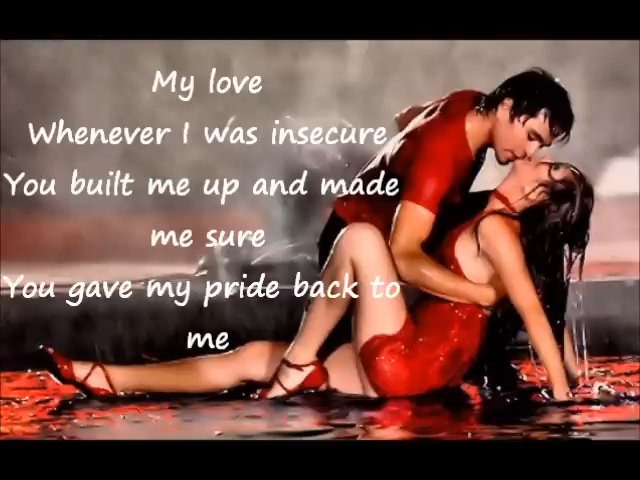 My love
Whenever I was insecure
You built me up and made
me sure
You gave my pride back to
me